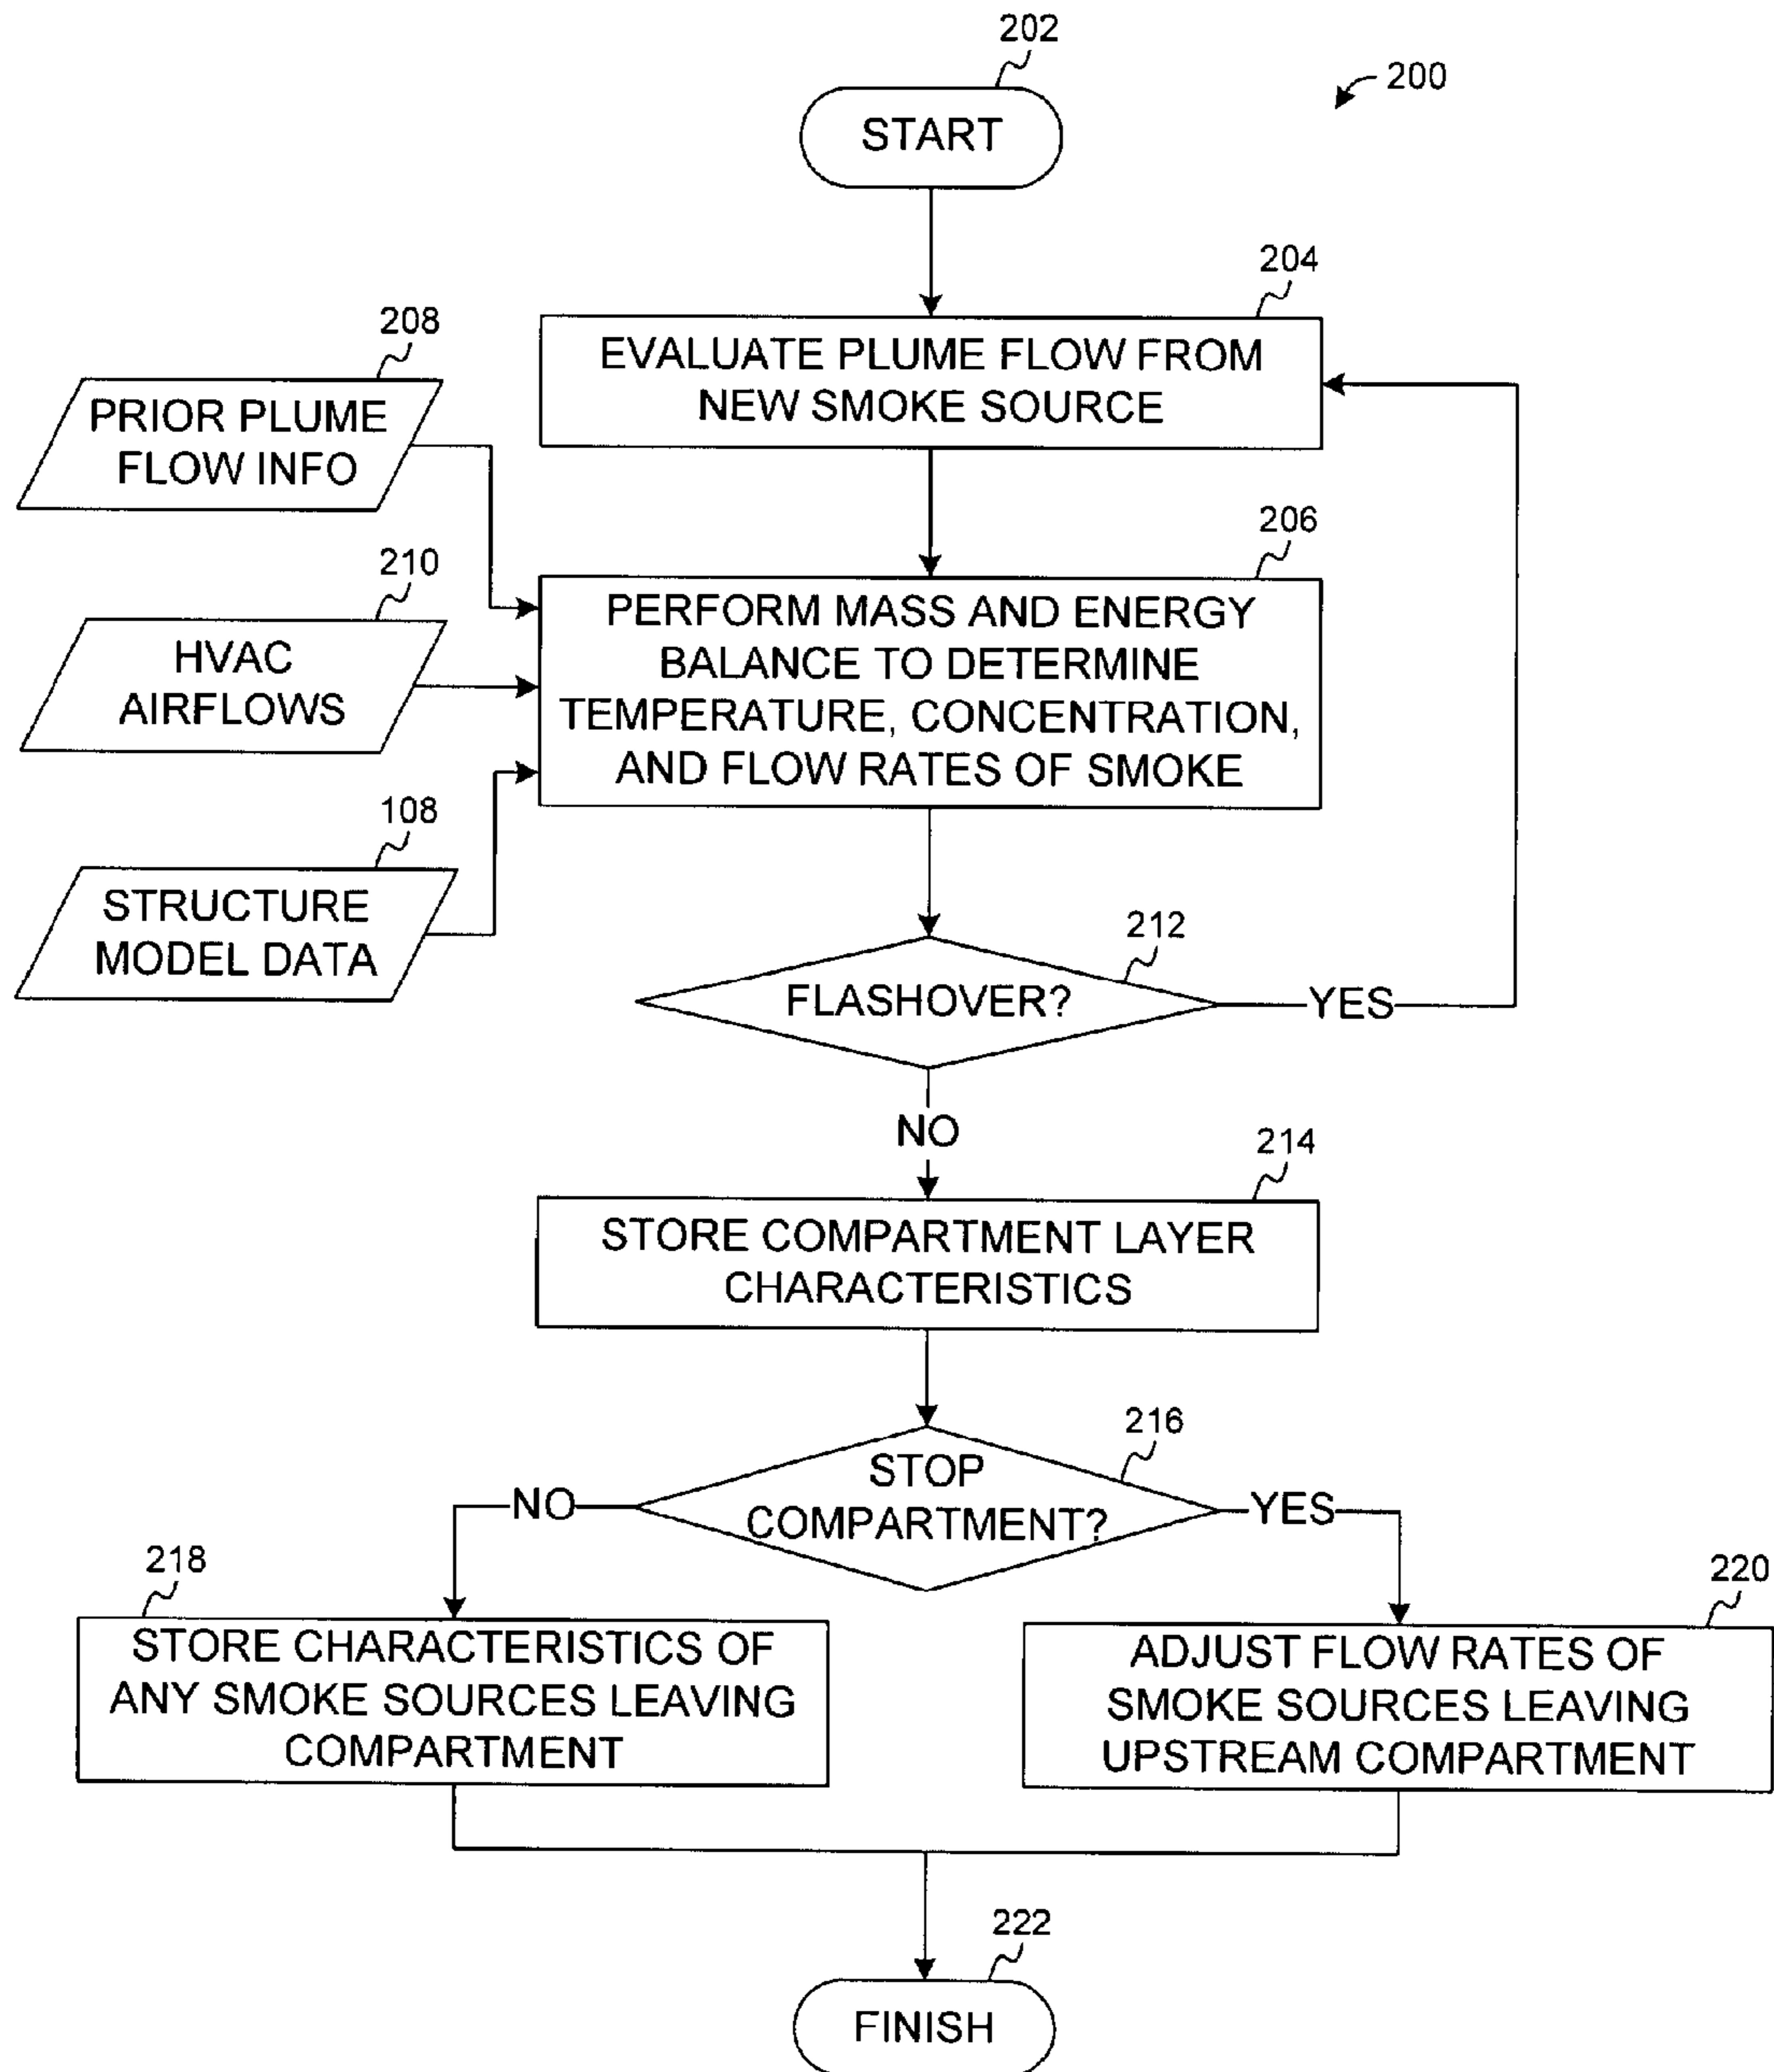 202
200
START
204
EVALUATE PLUME FLOW FROM
NEW SMOKE SOURCE
208
PRIOR PLUME
FLOW INFO
206
PERFORM MASS AND ENERGY
BALANCE TO DETERMINE
TEMPERATURE, CONCENTRATION,
AND FLOW RATES OF SMOKE
210
HVAC
AIRFLOWS
108
STRUCTURE
MODEL DATA
212
FLASHOVER?
YES
NO
214
STORE COMPARTMENT LAYER
CHARACTERISTICS
216
STOP
COMPARTMENT?
NO
YES
218
STORE CHARACTERISTICS OF
ANY SMOKE SOURCES LEAVING
COMPARTMENT
220
ADJUST FLOW RATES OF
SMOKE SOURCES LEAVING
UPSTREAM COMPARTMENT
222
FINISH